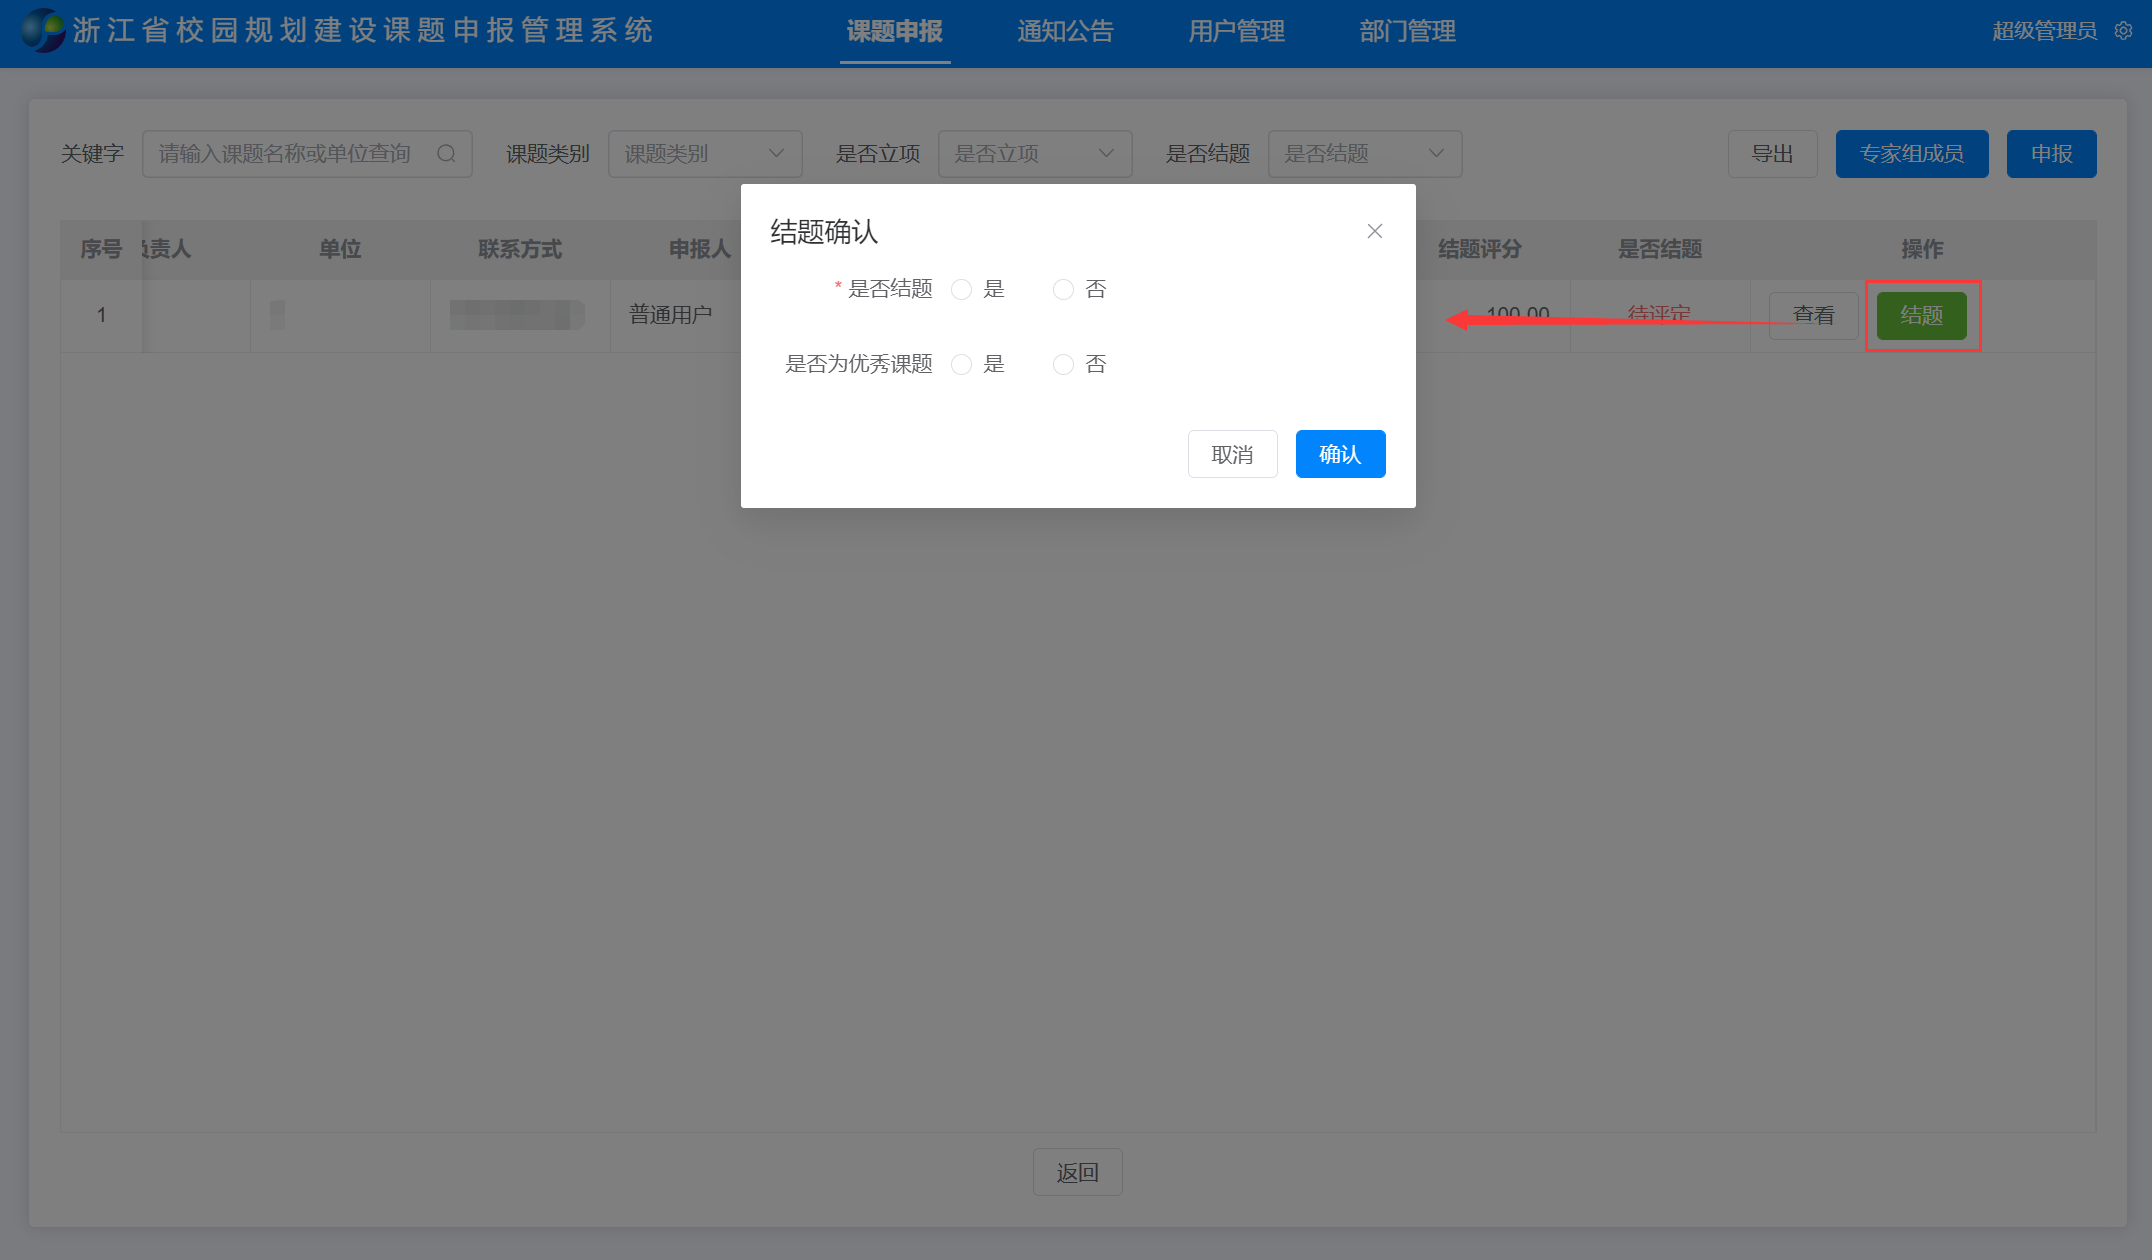 浙江省校园规划建设课题申报管理系统 课题申报 通知公告 用户管理 部门管理 超级管理员
关键字 请输入课题名称或单位查询 课题类别 课题类别 是否立项 是否立项 是否结题 是否结题 导出 专家组成员 申报
序号 负责人 单位 联系方式 申报人 结题评分 是否结题 操作
1 普通用户 100.00 待评定 查看 结题
结题确认
* 是否结题 是 否
是否为优秀课题 是 否
取消 确认
返回